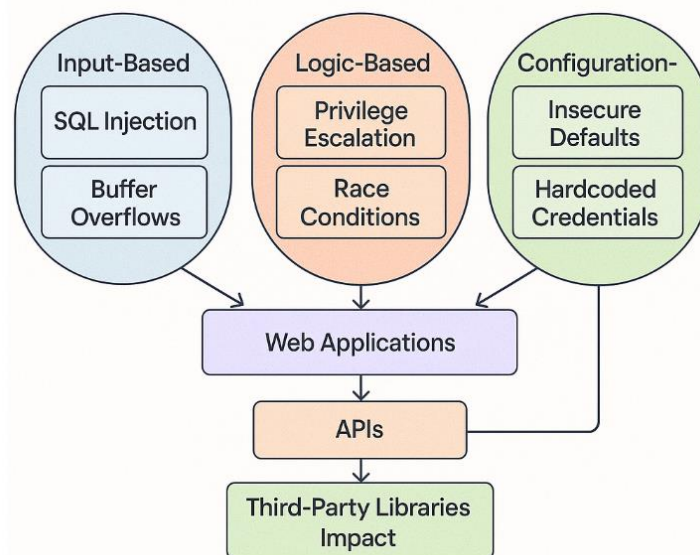 Input-Based
SQL Injection
Buffer
Overflows
Logic-Based
Privilege
Escalation
Race
Conditions
Configuration-
Insecure
Defaults
Hardcoded
Credentials
Web Applications
APIs
Third-Party Libraries
Impact